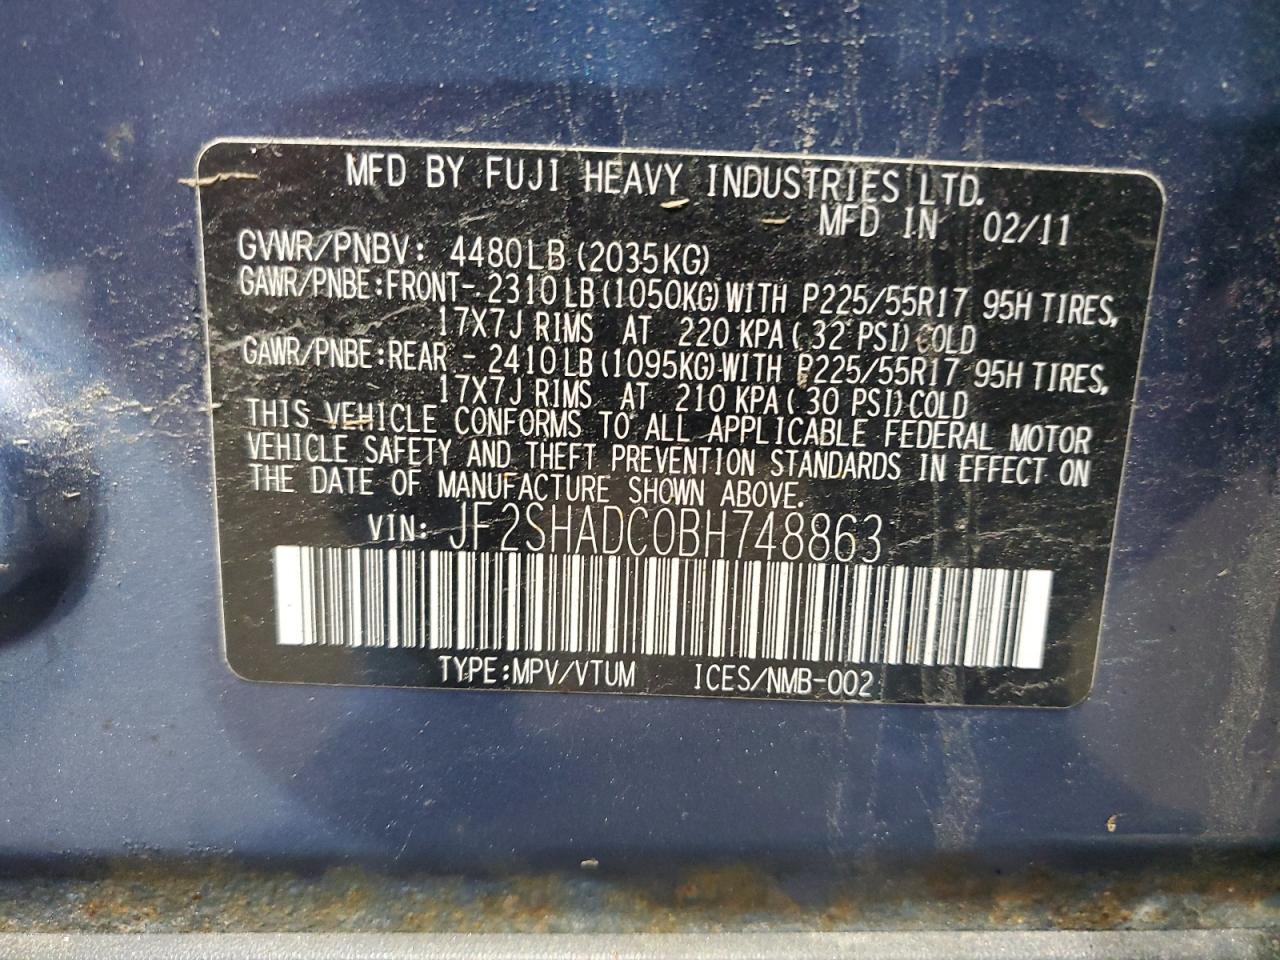 MFD BY FUJI HEAVY INDUSTRIES LTD.
MFD IN 02/11
GVWR/PNBV: 4480LB (2035KG)
GAWR/PNBE:FRONT- 2310LB (1050KG) WITH P225/55R17 95H TIRES,
17X7J RIMS AT 220 KPA ( 32 PSI) COLD
GAWR/PNBE:REAR - 2410LB (1095KG) WITH P225/55R17 95H TIRES,
17X7J RIMS AT 210 KPA ( 30 PSI) COLD
THIS VEHICLE CONFORMS TO ALL APPLICABLE FEDERAL MOTOR
VEHICLE SAFETY AND THEFT PREVENTION STANDARDS IN EFFECT ON
THE DATE OF MANUFACTURE SHOWN ABOVE.
VIN: JF2SHADC0BH748863
TYPE:MPV/VTUM ICES/NMB-002